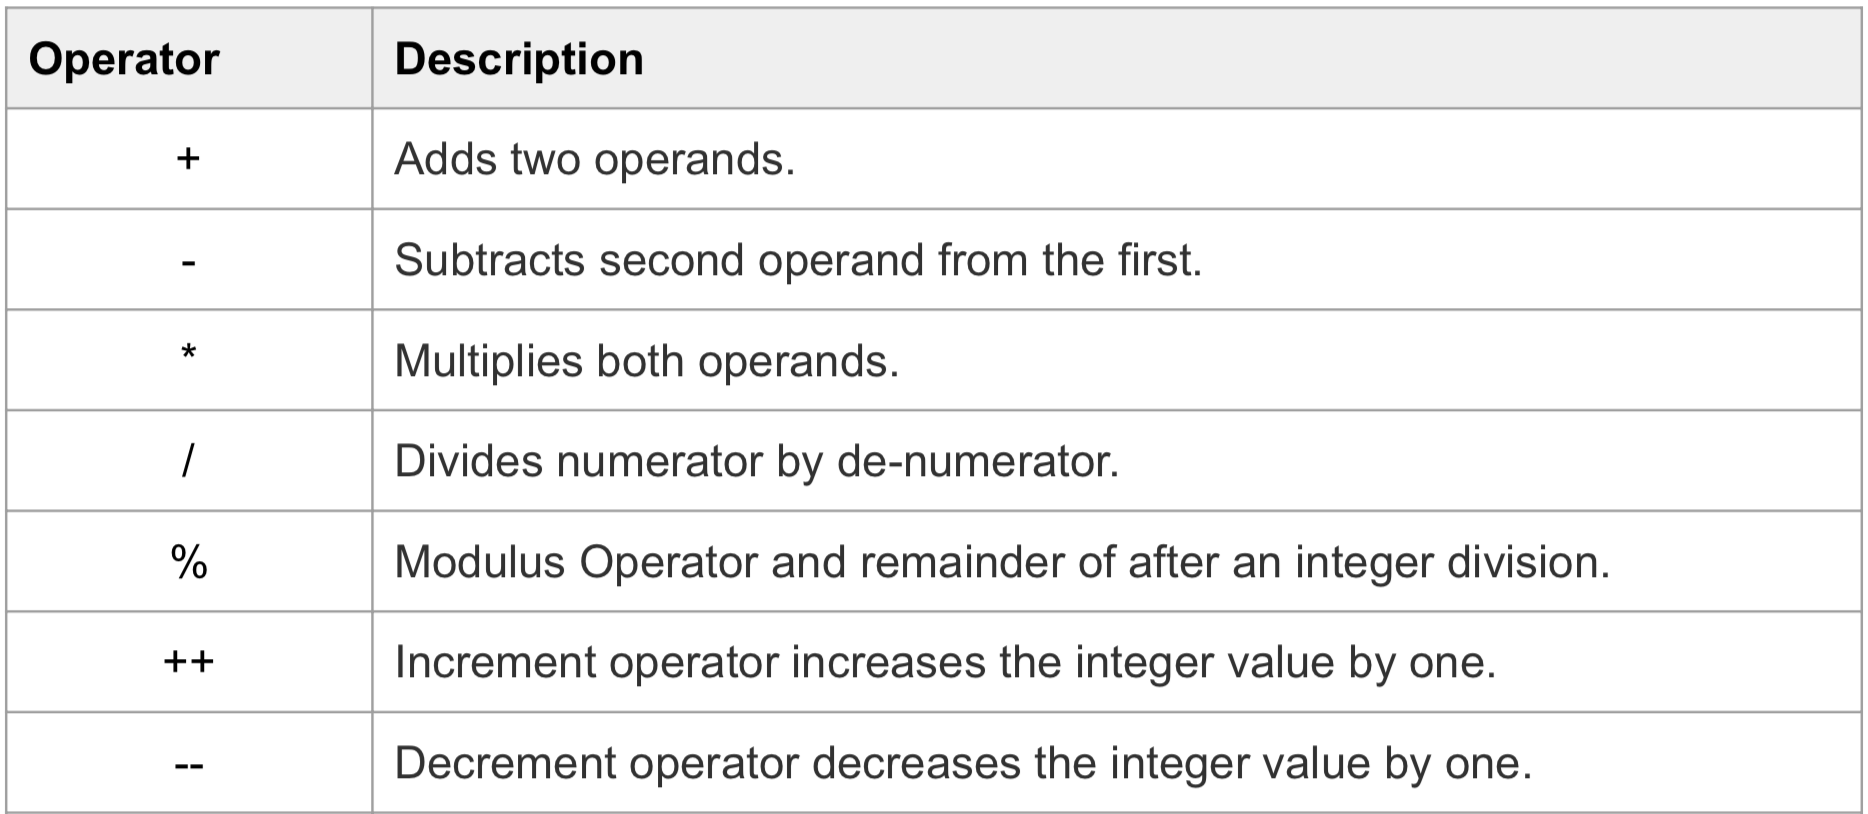 Operator Description
+ Adds two operands.
- Subtracts second operand from the first.
* Multiplies both operands.
/ Divides numerator by de-numerator.
% Modulus Operator and remainder of after an integer division.
++ Increment operator increases the integer value by one.
-- Decrement operator decreases the integer value by one.